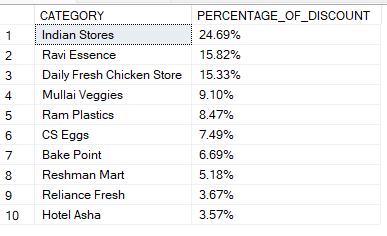 CATEGORY PERCENTAGE_OF_DISCOUNT
1 Indian Stores 24.69%
2 Ravi Essence 15.82%
3 Daily Fresh Chicken Store 15.33%
4 Mullai Veggies 9.10%
5 Ram Plastics 8.47%
6 CS Eggs 7.49%
7 Bake Point 6.69%
8 Reshman Mart 5.18%
9 Reliance Fresh 3.67%
10 Hotel Asha 3.57%